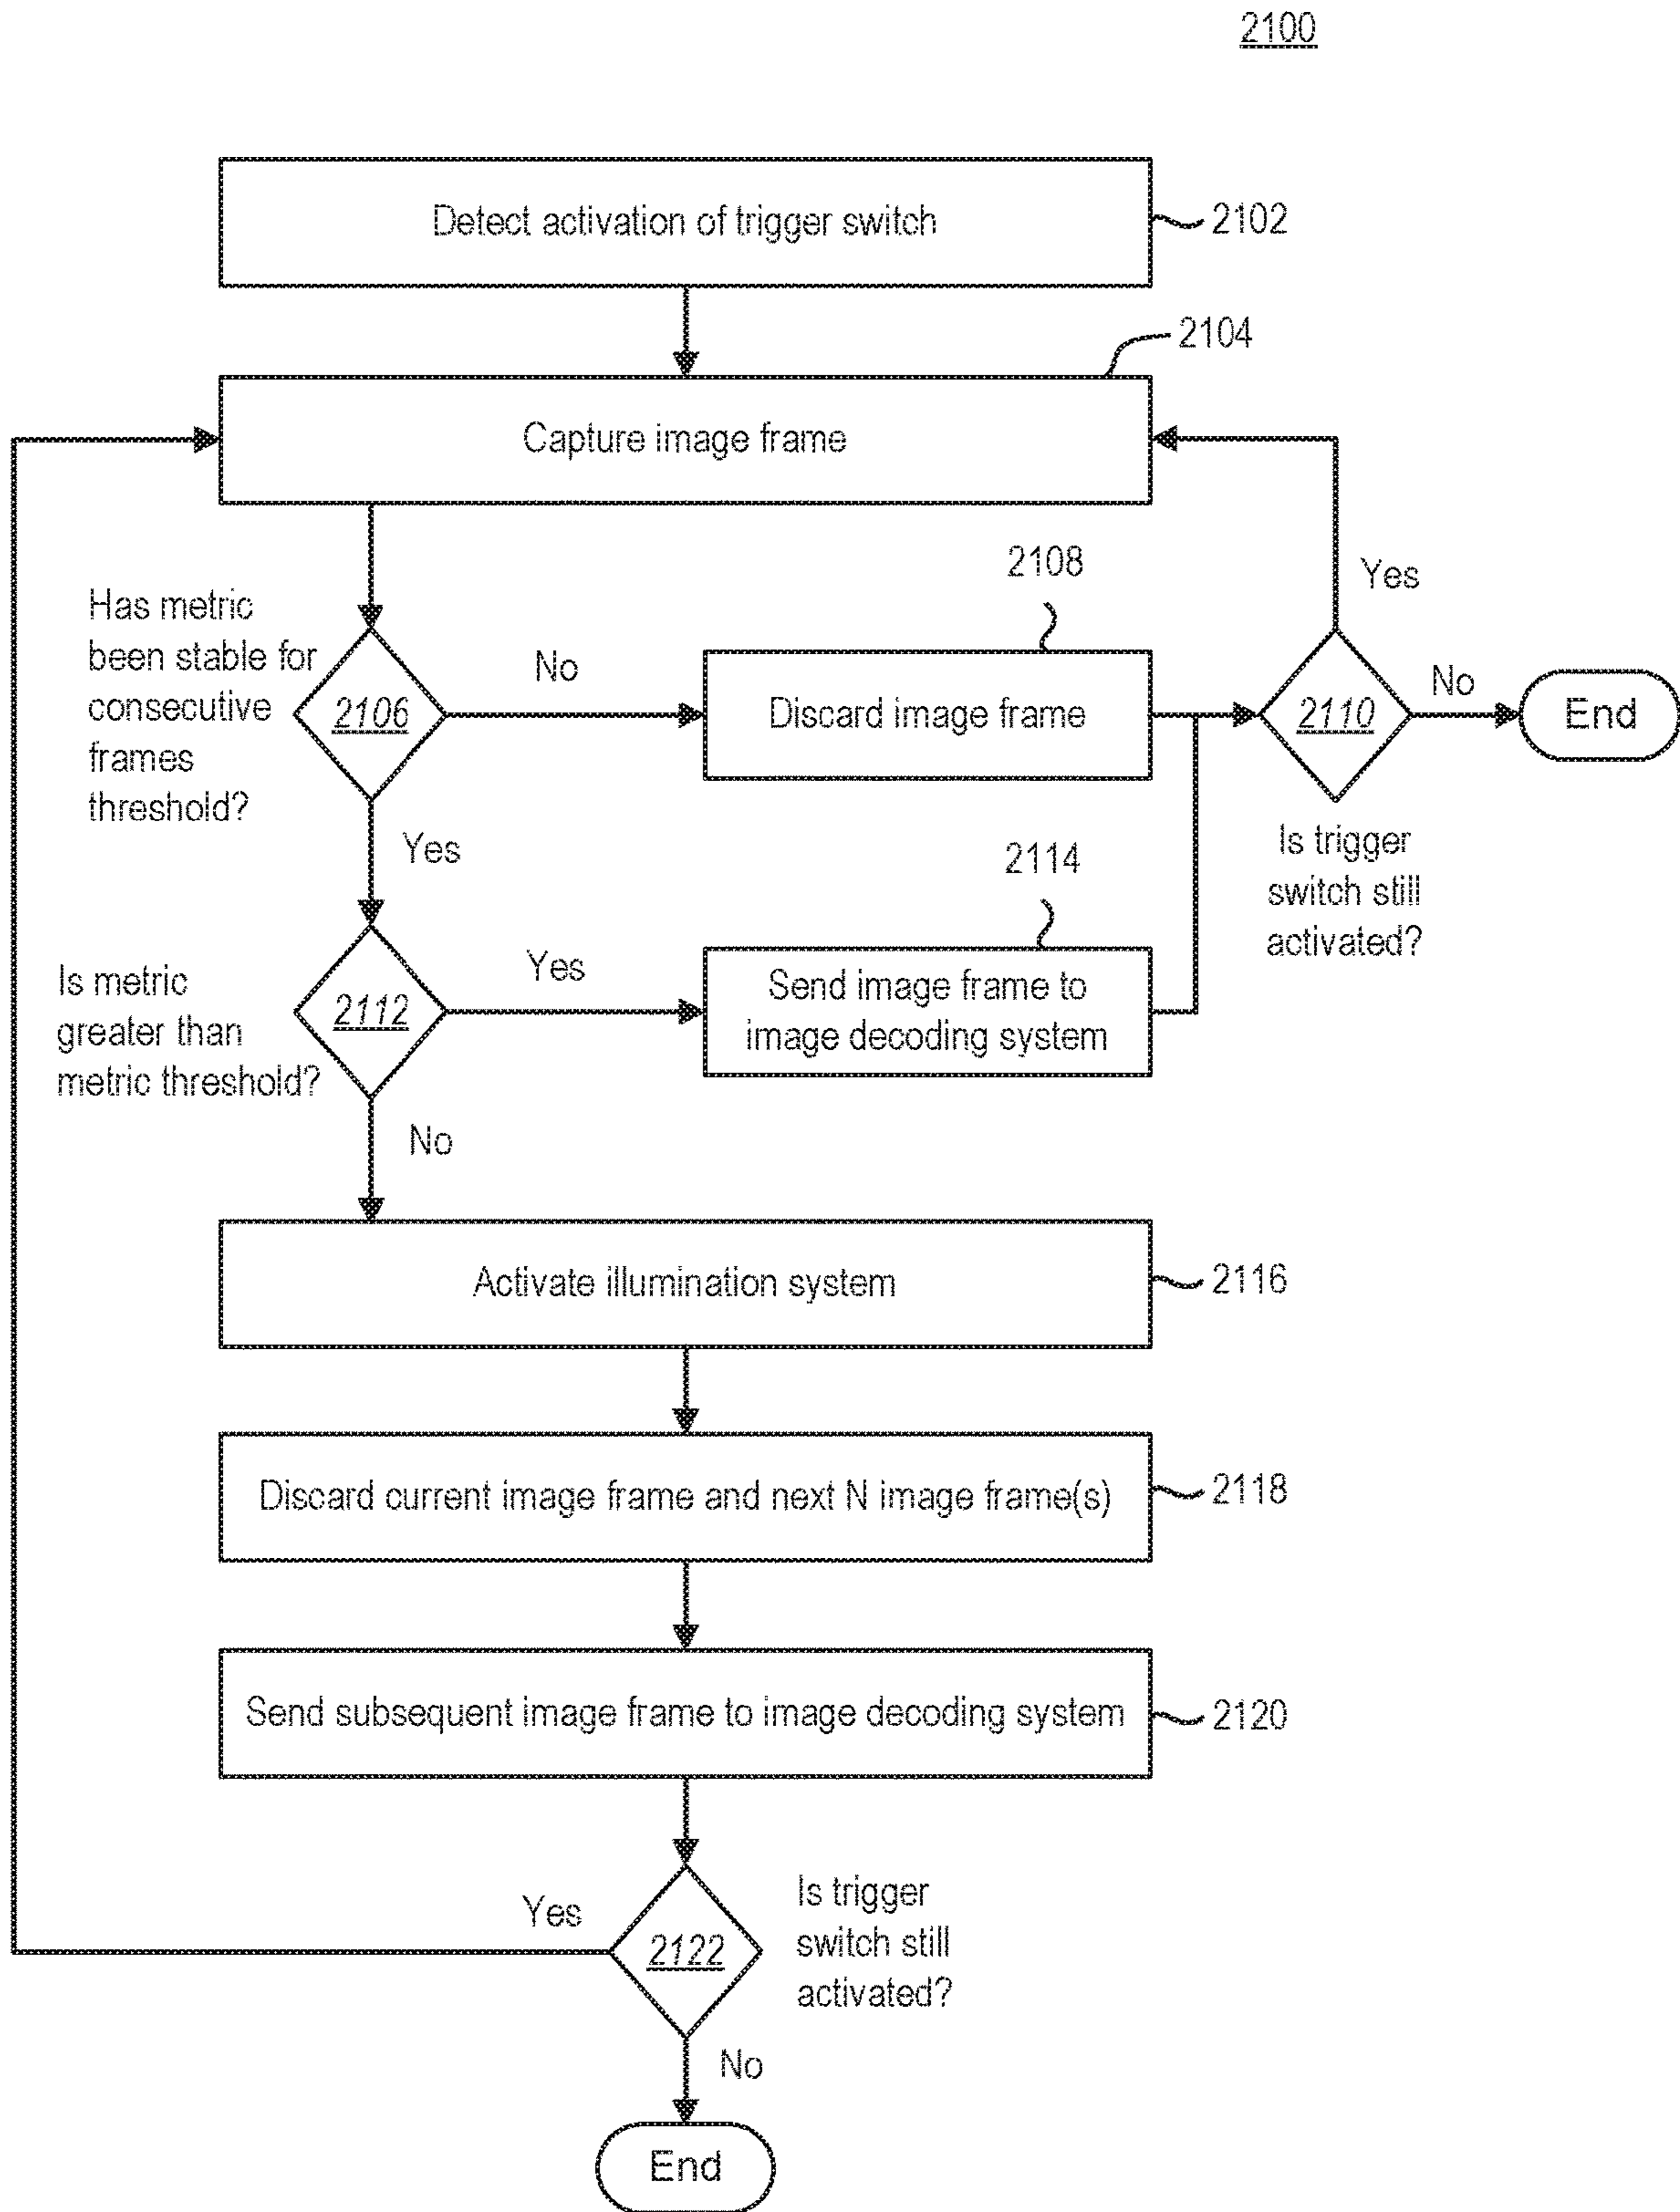 2100
Detect activation of trigger switch
2102
2104
Capture image frame
2108
Yes
Has metric
been stable for
consecutive
frames
threshold?
2106
No
Discard image frame
2110
No
End
Yes
2114
Is trigger
switch still
activated?
Is metric
greater than
metric threshold?
2112
Yes
Send image frame to
image decoding system
No
Activate illumination system
2116
Discard current image frame and next N image frame(s)
2118
Send subsequent image frame to image decoding system
2120
Yes
2122
Is trigger
switch still
activated?
No
End